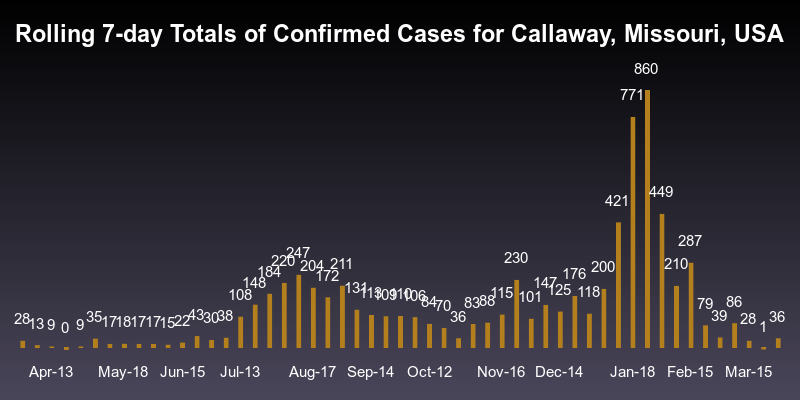 Rolling 7-day Totals of Confirmed Cases for Callaway, Missouri, USA
28 13 9 0 9 35 17 18 17 17 15 22 43 30 38 108 148 184 220 247 204 172 211 131 113 109 110 106 84 70 36 83 88 115 230 101 147 125 176 118 200 421 771 860 449 210 287 79 39 86 28 1 36
Apr-13 May-18 Jun-15 Jul-13 Aug-17 Sep-14 Oct-12 Nov-16 Dec-14 Jan-18 Feb-15 Mar-15